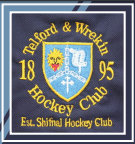 Telford & Wrekin
18 95
Hockey Club
Est. Shifnal Hockey Club